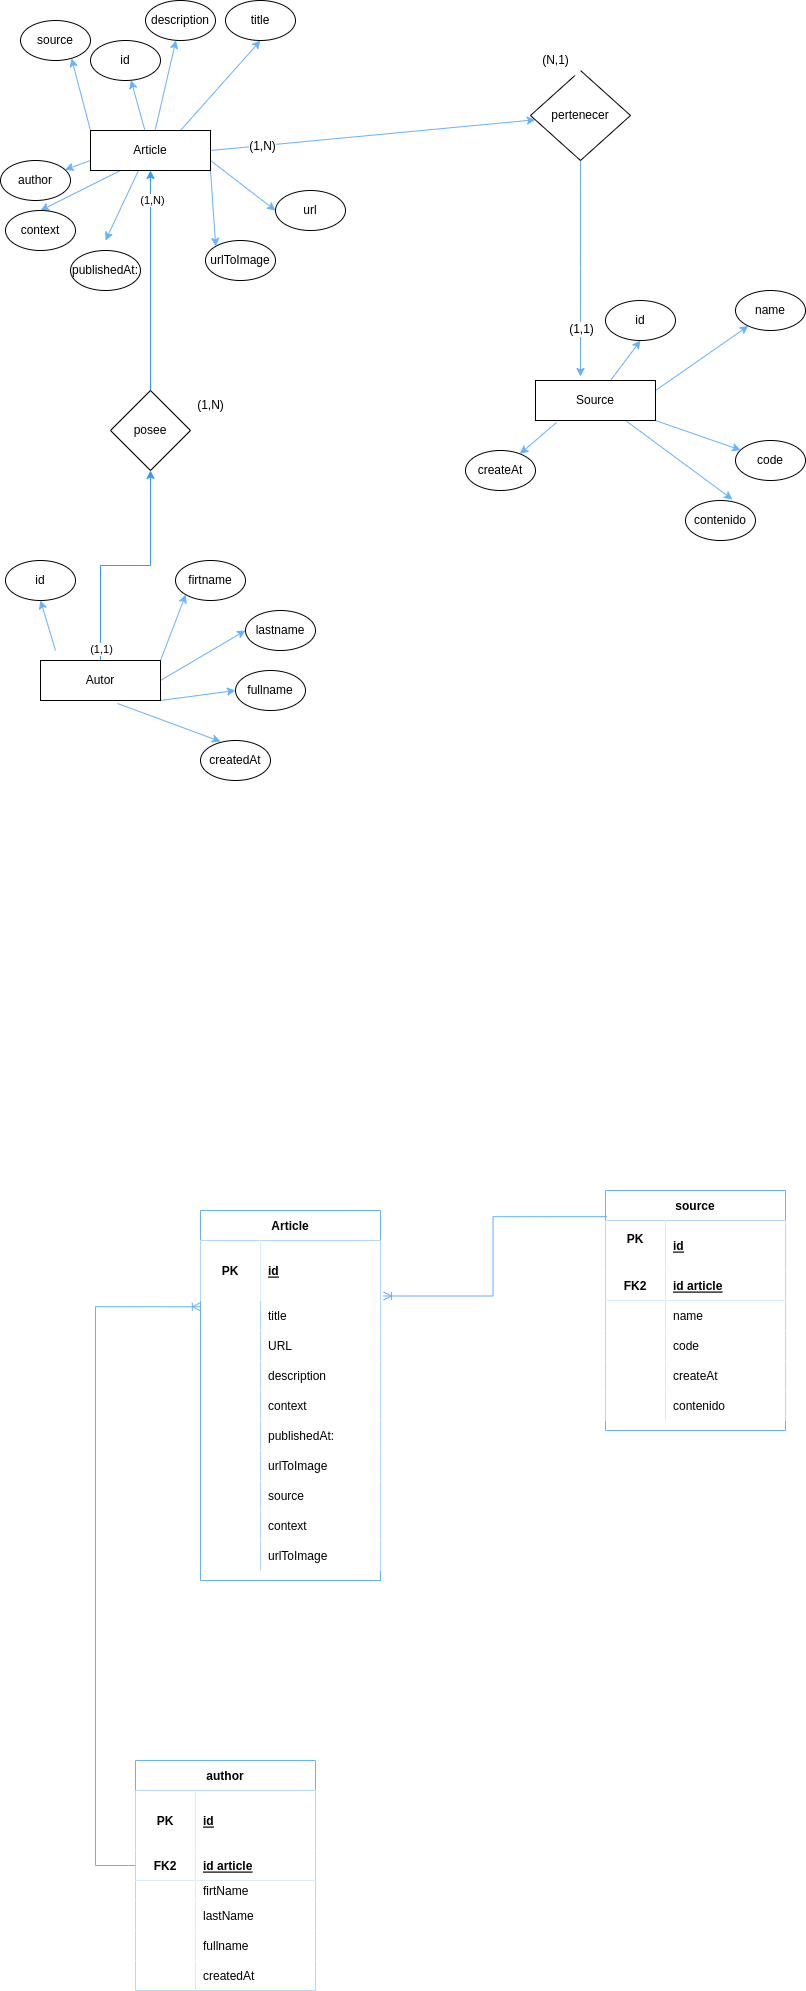 description
title
source
id
(N,1)
pertenecer
Article
(1,N)
author
(1,N)
url
context
urlToImage
publishedAt:
id
name
(1,1)
Source
(1,N)
posee
createAt
code
contenido
id
firtname
lastname
(1,1)
Autor
fullname
createdAt
source
Article
PK
id
PK
id
FK2
id article
title
name
URL
code
description
createAt
context
contenido
publishedAt:
urlToImage
source
context
urlToImage
author
PK
id
FK2
id article
firtName
lastName
fullname
createdAt